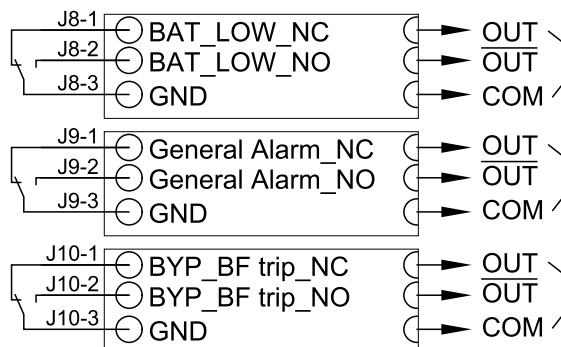 J8-1 BAT_LOW_NC OUT
J8-2 BAT_LOW_NO OUT
J8-3 GND COM
J9-1 General Alarm_NC OUT
J9-2 General Alarm_NO OUT
J9-3 GND COM
J10-1 BYP_BF trip_NC OUT
J10-2 BYP_BF trip_NO OUT
J10-3 GND COM